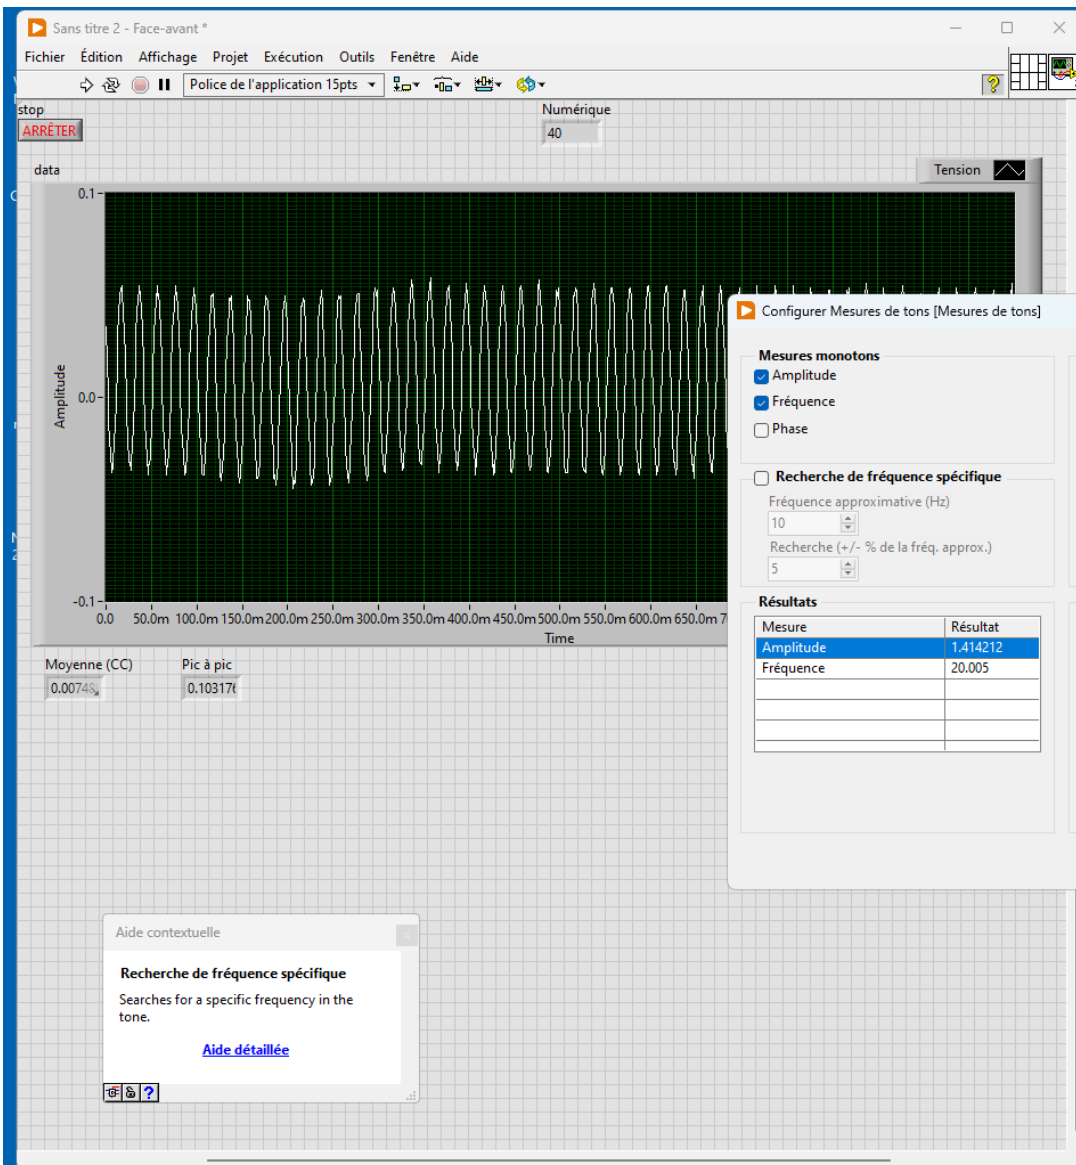 Sans titre 2 - Face-avant *
Fichier Édition Affichage Projet Exécution Outils Fenêtre Aide
Police de l'application 15pts
stop
ARRÊTER
Numérique
40
data
Tension
Amplitude
0.1
0.0
-0.1
0.0 50.0m 100.0m 150.0m 200.0m 250.0m 300.0m 350.0m 400.0m 450.0m 500.0m 550.0m 600.0m 650.0m
Time
Moyenne (CC) Pic à pic
0.00748 0.103176
Configurer Mesures de tons [Mesures de tons]
Mesures monotons
Amplitude
Fréquence
Phase
Recherche de fréquence spécifique
Fréquence approximative (Hz)
10
Recherche (+/- % de la fréq. approx.)
5
Résultats
Mesure Résultat
Amplitude 1.414212
Fréquence 20.005
Aide contextuelle
Recherche de fréquence spécifique
Searches for a specific frequency in the
tone.
Aide détaillée